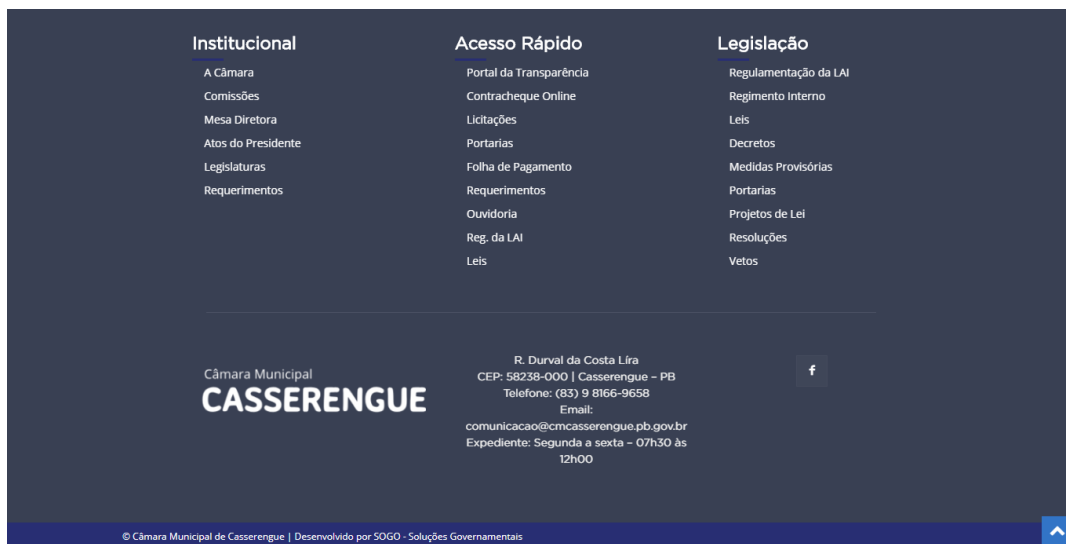 Institucional
A Câmara
Comissões
Mesa Diretora
Atos do Presidente
Legislaturas
Requerimentos
Acesso Rápido
Portal da Transparência
Contracheque Online
Licitações
Portarias
Folha de Pagamento
Requerimentos
Ouvidoria
Reg. da LAI
Leis
Legislação
Regulamentação da LAI
Regimento Interno
Leis
Decretos
Medidas Provisórias
Portarias
Projetos de Lei
Resoluções
Vetos
Câmara Municipal
CASSERENGUE
R. Durval da Costa Líra
CEP: 58238-000 | Casserengue – PB
Telefone: (83) 9 8166-9658
Email:
comunicacao@cmcasserengue.pb.gov.br
Expediente: Segunda a sexta – 07h30 às
12h00
© Câmara Municipal de Casserengue | Desenvolvido por SOGO - Soluções Governamentais